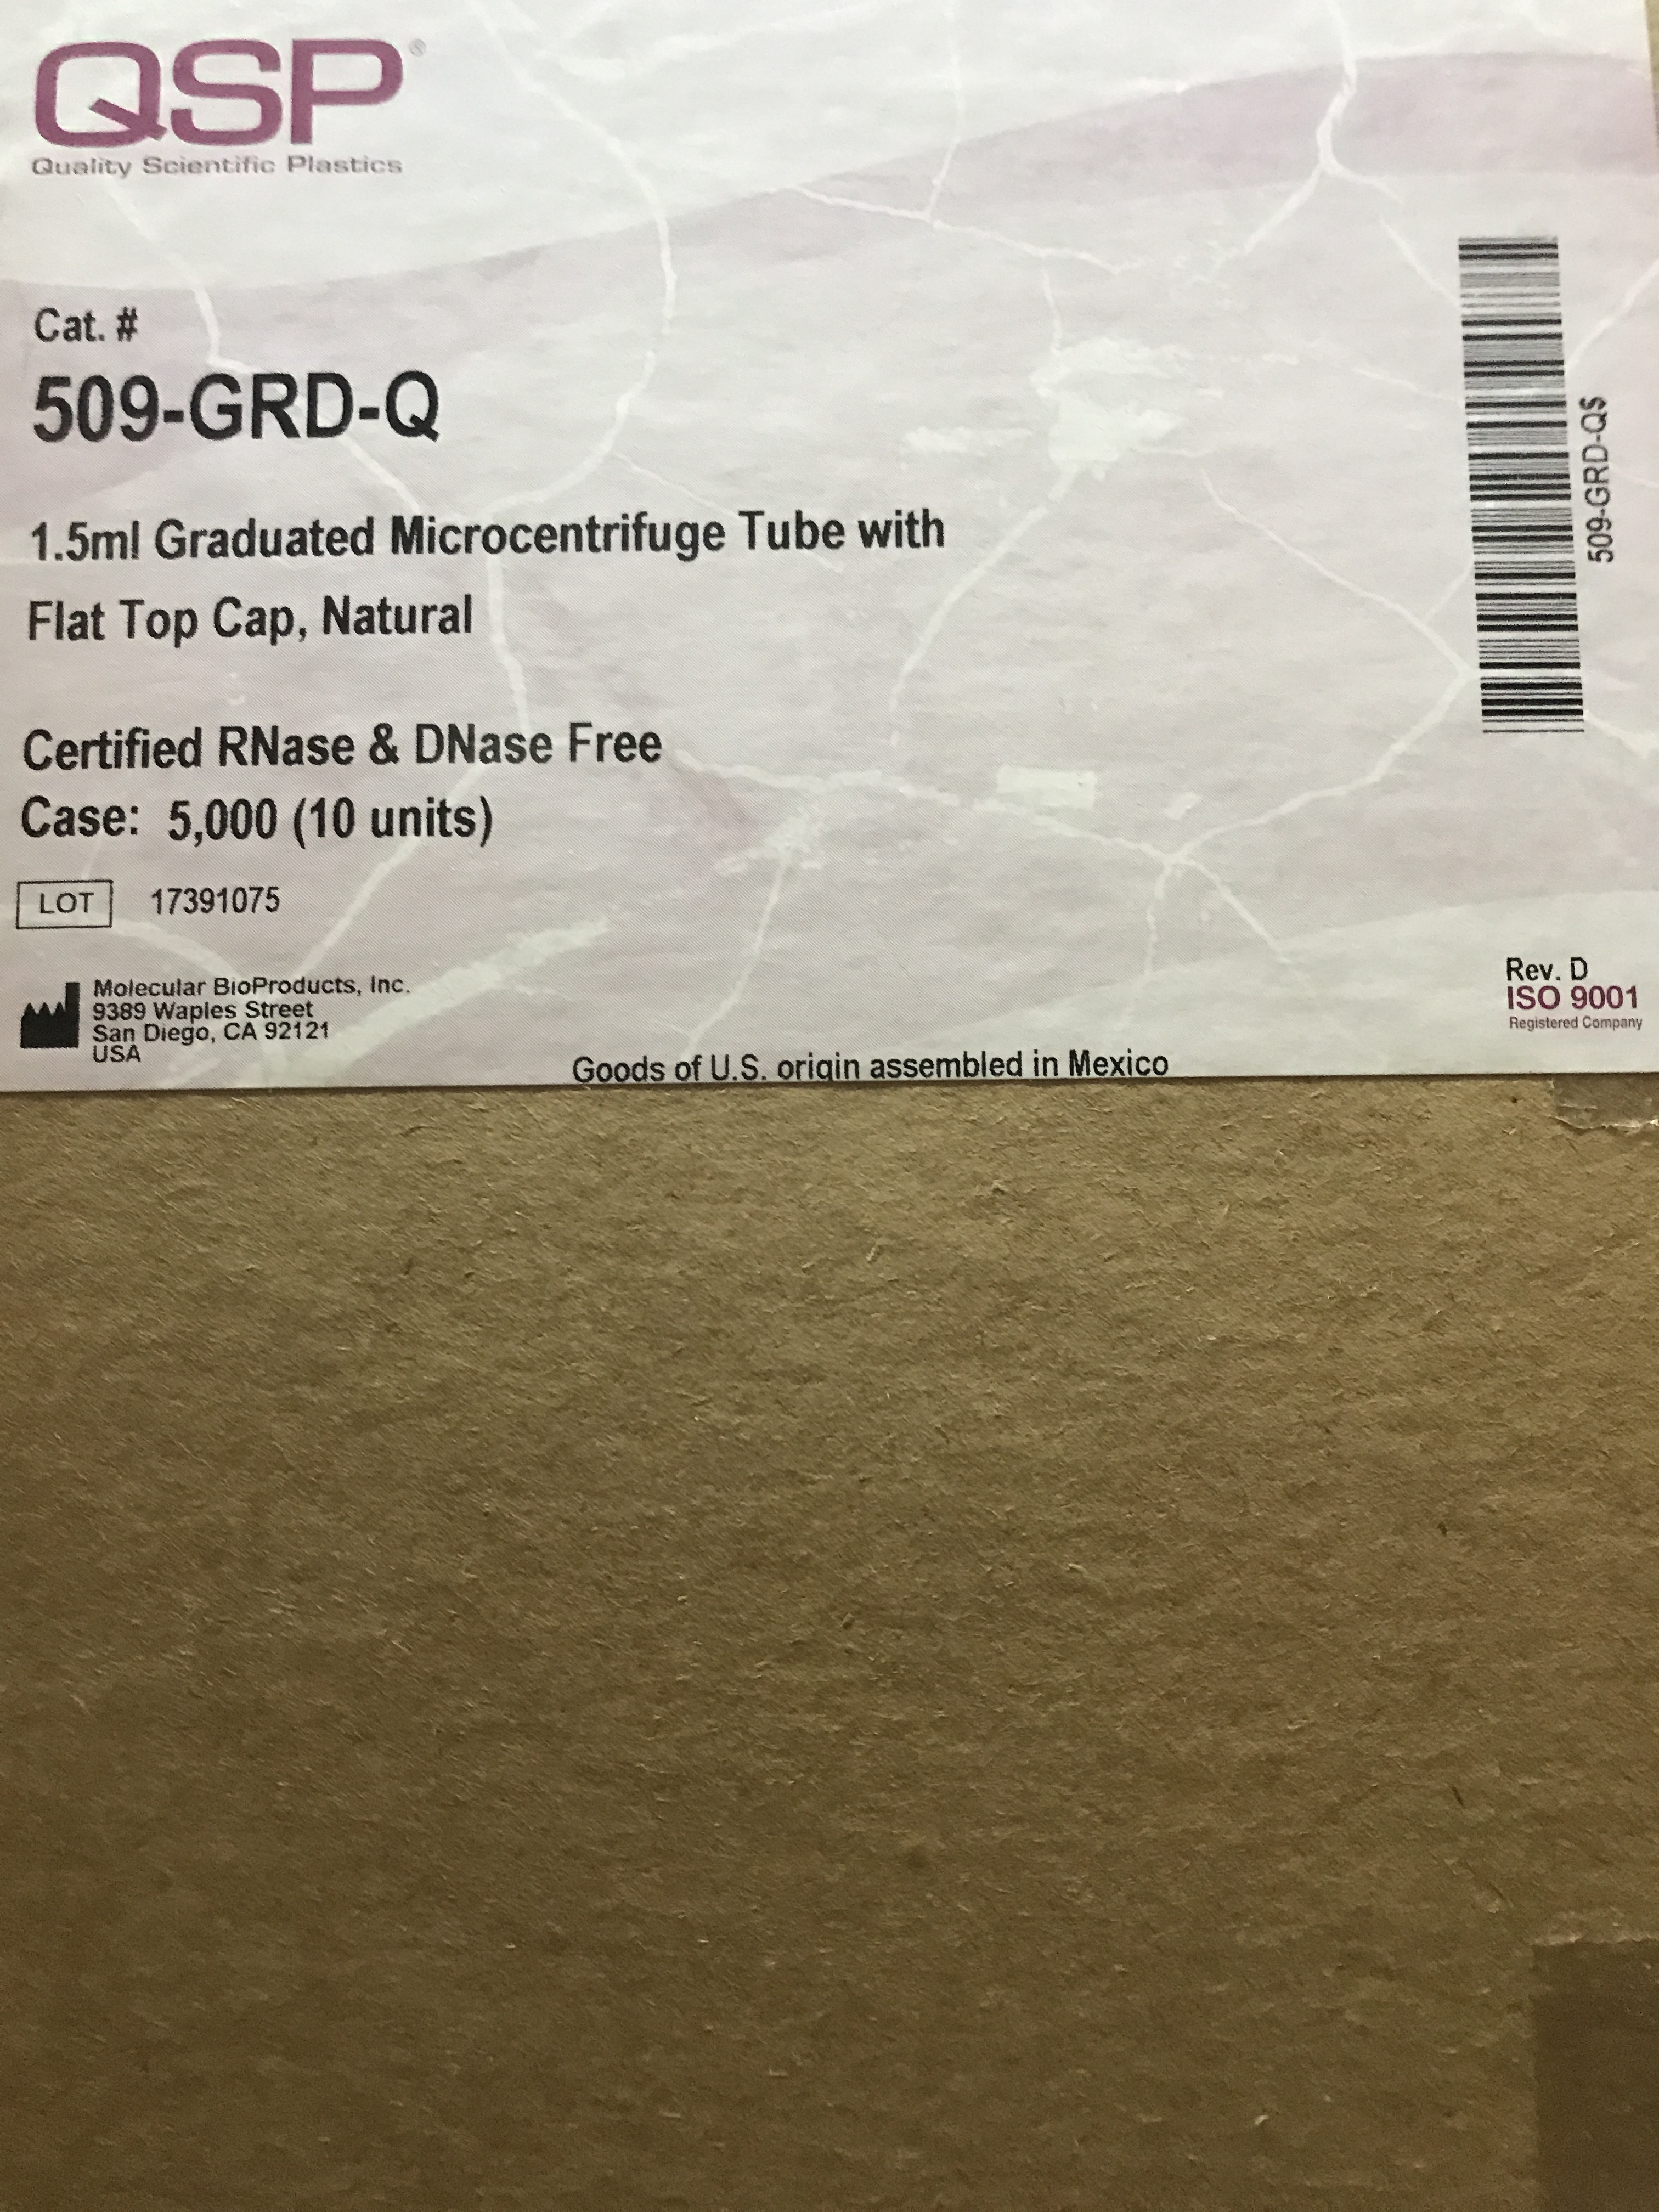 QSP®
Quality Scientific Plastics
Cat. #
509-GRD-Q
1.5ml Graduated Microcentrifuge Tube with
Flat Top Cap, Natural
Certified RNase & DNase Free
Case: 5,000 (10 units)
LOT 17391075
Molecular BioProducts, Inc.
9389 Waples Street
San Diego, CA 92121
USA
Goods of U.S. origin assembled in Mexico
509-GRD-Q$
Rev. D
ISO 9001
Registered Company